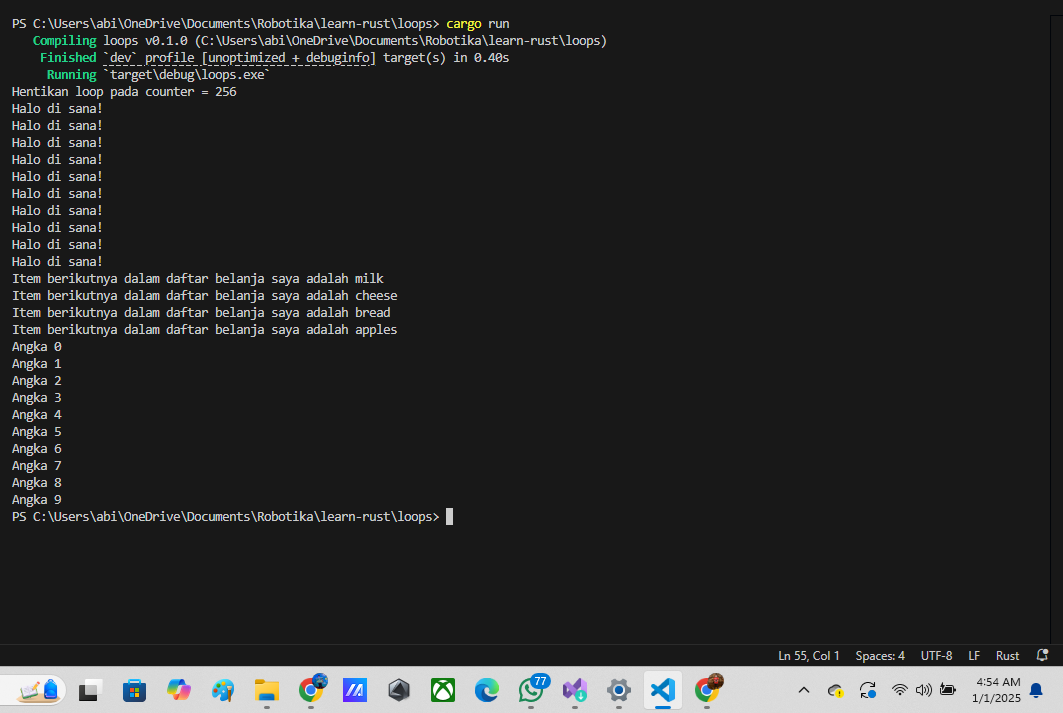 PS C:\Users\abi\OneDrive\Documents\Robotika\learn-rust\loops> cargo run
Compiling loops v0.1.0 (C:\Users\abi\OneDrive\Documents\Robotika\learn-rust\loops)
Finished `dev` profile [unoptimized + debuginfo] target(s) in 0.40s
Running `target\debug\loops.exe`
Hentikan loop pada counter = 256
Halo di sana!
Halo di sana!
Halo di sana!
Halo di sana!
Halo di sana!
Halo di sana!
Halo di sana!
Halo di sana!
Halo di sana!
Halo di sana!
Item berikutnya dalam daftar belanja saya adalah milk
Item berikutnya dalam daftar belanja saya adalah cheese
Item berikutnya dalam daftar belanja saya adalah bread
Item berikutnya dalam daftar belanja saya adalah apples
Angka 0
Angka 1
Angka 2
Angka 3
Angka 4
Angka 5
Angka 6
Angka 7
Angka 8
Angka 9
PS C:\Users\abi\OneDrive\Documents\Robotika\learn-rust\loops>
Ln 55, Col 1 Spaces: 4 UTF-8 LF Rust
77
4:54 AM
1/1/2025